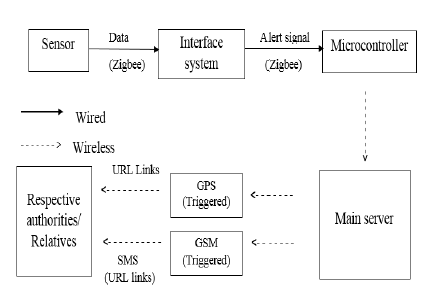 Sensor
Data
(Zigbee)
Interface
system
Alert signal
(Zigbee)
Microcontroller
Wired
Wireless
Respective
authorities/
Relatives
URL Links
GPS
(Triggered)
SMS
(URL links)
GSM
(Triggered)
Main server